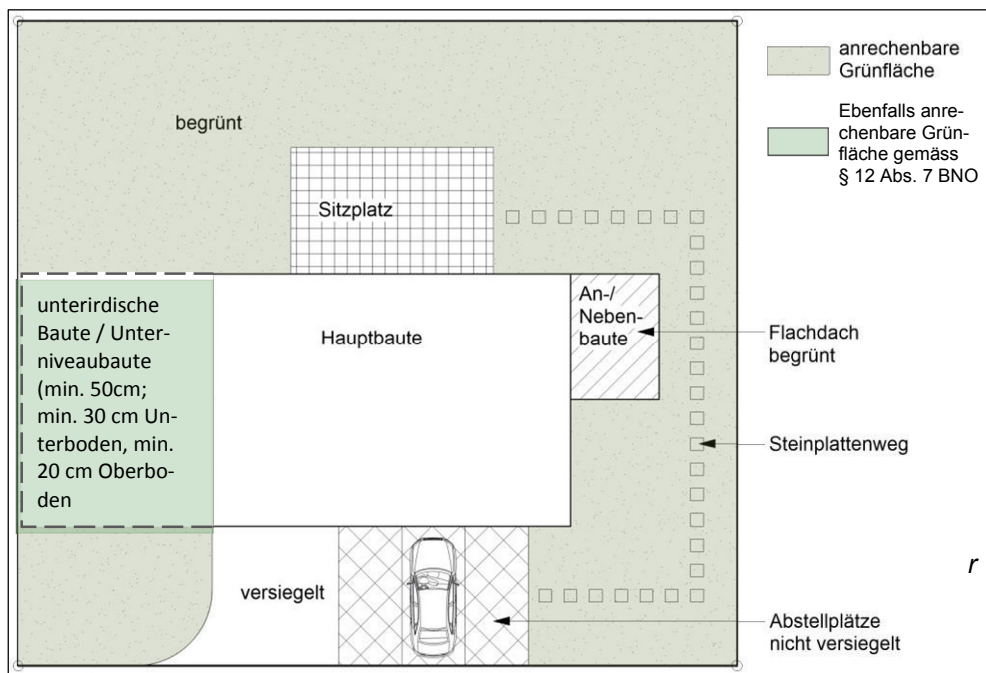 begrünt
Sitzplatz
unterirdische
Baute / Unter-
niveaubaute
(min. 50cm;
min. 30 cm Un-
terboden, min.
20 cm Oberbo-
den
Hauptbaute
An-/
Neben-
baute
versiegelt
anrechenbare
Grünfläche
Ebenfalls anre-
chenbare Grün-
fläche gemäss
§ 12 Abs. 7 BNO
Flachdach
begrünt
Steinplattenweg
r
Abstellplätze
nicht versiegelt